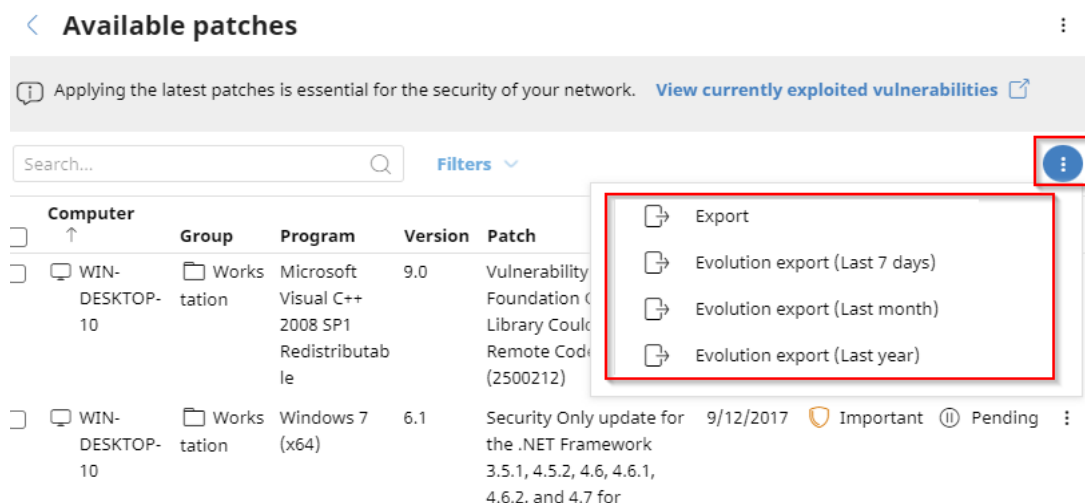 Available patches
Applying the latest patches is essential for the security of your network. View currently exploited vulnerabilities
Search...
Filters
Computer
Group Program Version Patch
WIN- Works Microsoft 9.0 Vulnerability
DESKTOP- tation Visual C++ Foundation
10 2008 SP1 Library
Redistributab Remote
le (2500212)
Export
Evolution export (Last 7 days)
Evolution export (Last month)
Evolution export (Last year)
WIN- Works Windows 7 6.1 Security Only update for 9/12/2017 Important Pending
DESKTOP- tation (x64) the .NET Framework
10 3.5.1, 4.5.2, 4.6, 4.6.1,
4.6.2, and 4.7 for